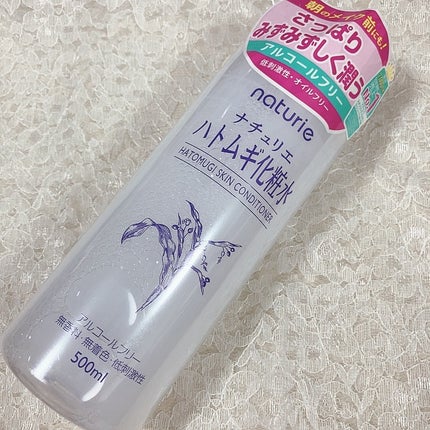 朝のメイク前にも!
さっぱり
みずみずしく潤う
アルコールフリー
低刺激性・オイルフリー
naturie
ナチュリエ
ハトムギ化粧水
HATOMUGI SKIN CONDITIONER
アルコールフリー
無香料・無着色・低刺激性
500ml